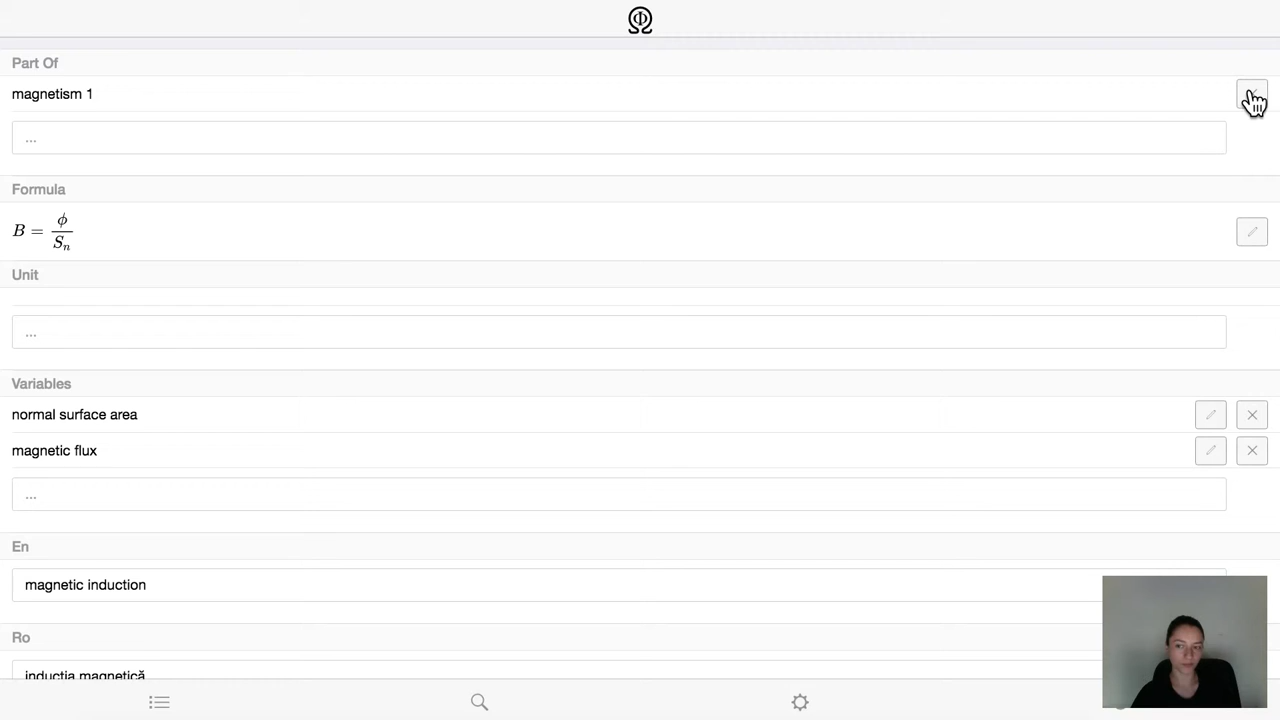 Part Of
magnetism 1
...
Formula
B = ϕ / Sₙ
Unit
...
Variables
normal surface area
magnetic flux
...
En
magnetic induction
Ro
inducția magnetică